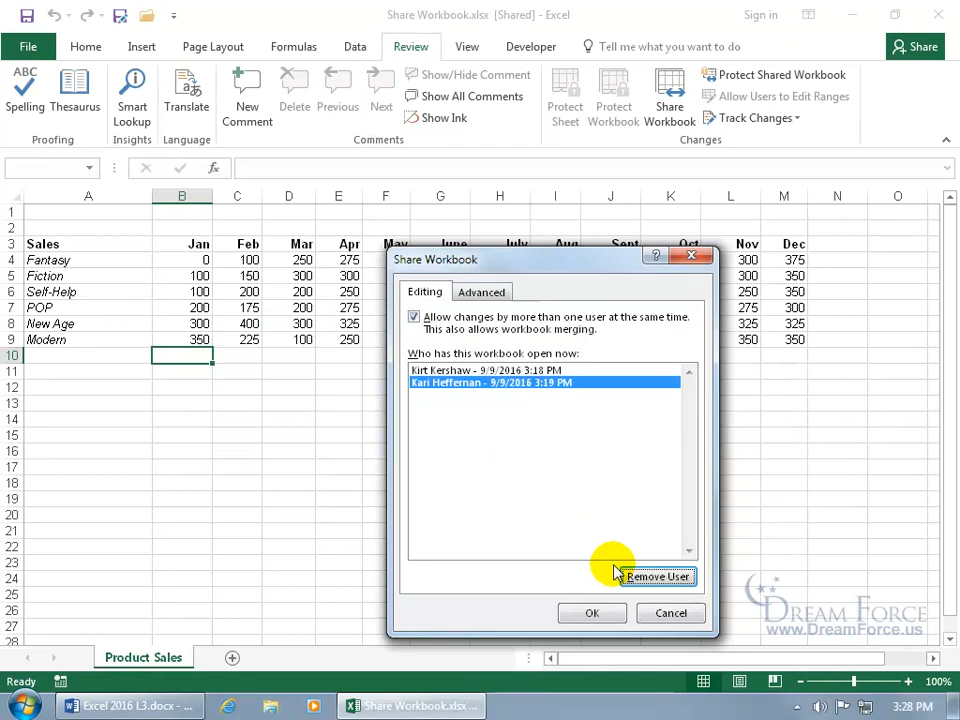 Share Workbook.xlsx [Shared] - Excel
Sign in
File Home Insert Page Layout Formulas Data Review View Developer Tell me what you want to do Share
ABC
Spelling Thesaurus
Smart Lookup
Translate
New Comment
Delete Previous Next
Show/Hide Comment
Show All Comments
Show Ink
Protect Sheet
Protect Workbook
Share Workbook
Protect Shared Workbook
Allow Users to Edit Ranges
Track Changes
Proofing Insights Language Comments Changes
fx
A B C D E F G H I J K L M N O
1
2
3 Sales Jan Feb Mar Apr May June July Aug Sept Oct Nov Dec
4 Fantasy 0 100 250 275 300 375
5 Fiction 100 150 300 300 300 350
6 Self-Help 100 200 200 250 250 350
7 POP 200 175 200 275 275 300
8 New Age 300 400 300 325 325 325
9 Modern 350 225 100 250 350 350
10
11
12
13
14
15
16
17
18
19
20
21
22
23
24
25
26
27
28
Share Workbook
?
Editing Advanced
Allow changes by more than one user at the same time.
This also allows workbook merging.
Who has this workbook open now:
Kirt Kershaw - 9/9/2016 3:18 PM
Kari Heffernan - 9/9/2016 3:19 PM
Remove User
OK Cancel
DREAM FORCE
www.DreamForce.us
Product Sales
Ready
100%
Excel 2016 L3.docx - ...
Share Workbook.xlsx ...
3:28 PM